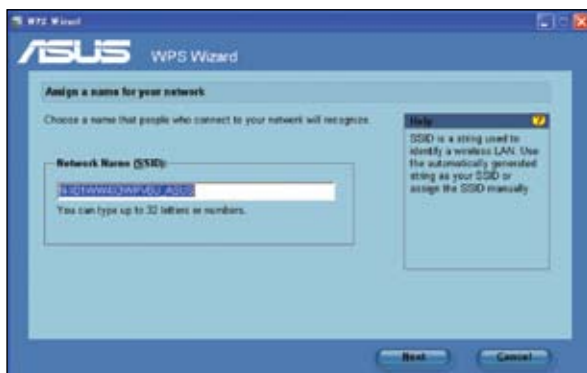 WPS Wizard
ASUS WPS Wizard
Assign a name for your network
Choose a name that people who connect to your network will recognize.
Network Name (SSID):
You can type up to 32 letters or numbers.
Help
SSID is a string used to
identify a wireless LAN. Use
the automatically generated
string as your SSID or
assign the SSID manually.
Next
Cancel